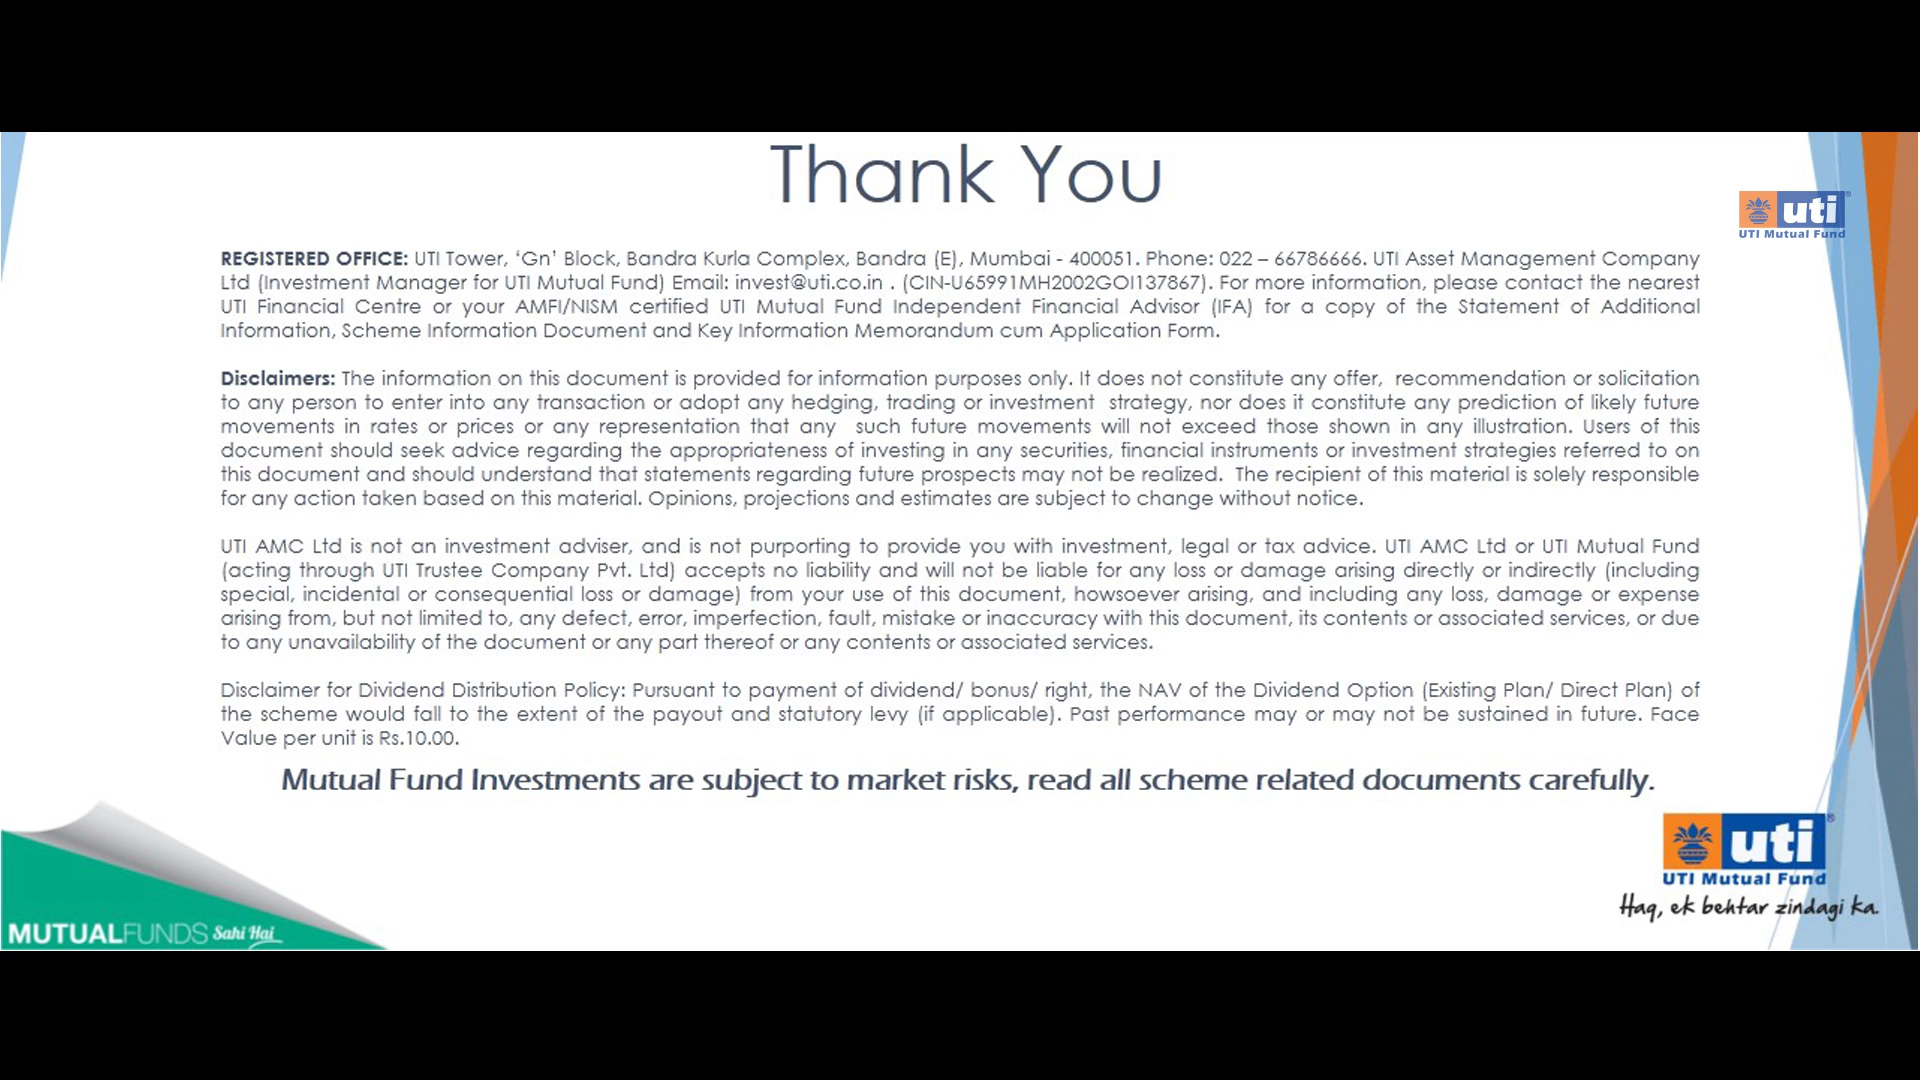 Thank You
uti
UTI Mutual Fund
REGISTERED OFFICE: UTI Tower, ‘Gn’ Block, Bandra Kurla Complex, Bandra (E), Mumbai - 400051. Phone: 022 – 66786666. UTI Asset Management Company
Ltd (Investment Manager for UTI Mutual Fund) Email: invest@uti.co.in . (CIN-U65991MH2002GOI137867). For more information, please contact the nearest
UTI Financial Centre or your AMFI/NISM certified UTI Mutual Fund Independent Financial Advisor (IFA) for a copy of the Statement of Additional
Information, Scheme Information Document and Key Information Memorandum cum Application Form.
Disclaimers: The information on this document is provided for information purposes only. It does not constitute any offer, recommendation or solicitation
to any person to enter into any transaction or adopt any hedging, trading or investment strategy, nor does it constitute any prediction of likely future
movements in rates or prices or any representation that any such future movements will not exceed those shown in any illustration. Users of this
document should seek advice regarding the appropriateness of investing in any securities, financial instruments or investment strategies referred to on
this document and should understand that statements regarding future prospects may not be realized. The recipient of this material is solely responsible
for any action taken based on this material. Opinions, projections and estimates are subject to change without notice.
UTI AMC Ltd is not an investment adviser, and is not purporting to provide you with investment, legal or tax advice. UTI AMC Ltd or UTI Mutual Fund
(acting through UTI Trustee Company Pvt. Ltd) accepts no liability and will not be liable for any loss or damage arising directly or indirectly (including
special, incidental or consequential loss or damage) from your use of this document, howsoever arising, and including any loss, damage or expense
arising from, but not limited to, any defect, error, imperfection, fault, mistake or inaccuracy with this document, its contents or associated services, or due
to any unavailability of the document or any part thereof or any contents or associated services.
Disclaimer for Dividend Distribution Policy: Pursuant to payment of dividend/ bonus/ right, the NAV of the Dividend Option (Existing Plan/ Direct Plan) of
the scheme would fall to the extent of the payout and statutory levy (if applicable). Past performance may or may not be sustained in future. Face
Value per unit is Rs.10.00.
Mutual Fund Investments are subject to market risks, read all scheme related documents carefully.
uti
UTI Mutual Fund
Haq, ek behtar zindagi ka.
MUTUALFUNDS Sahi Hai